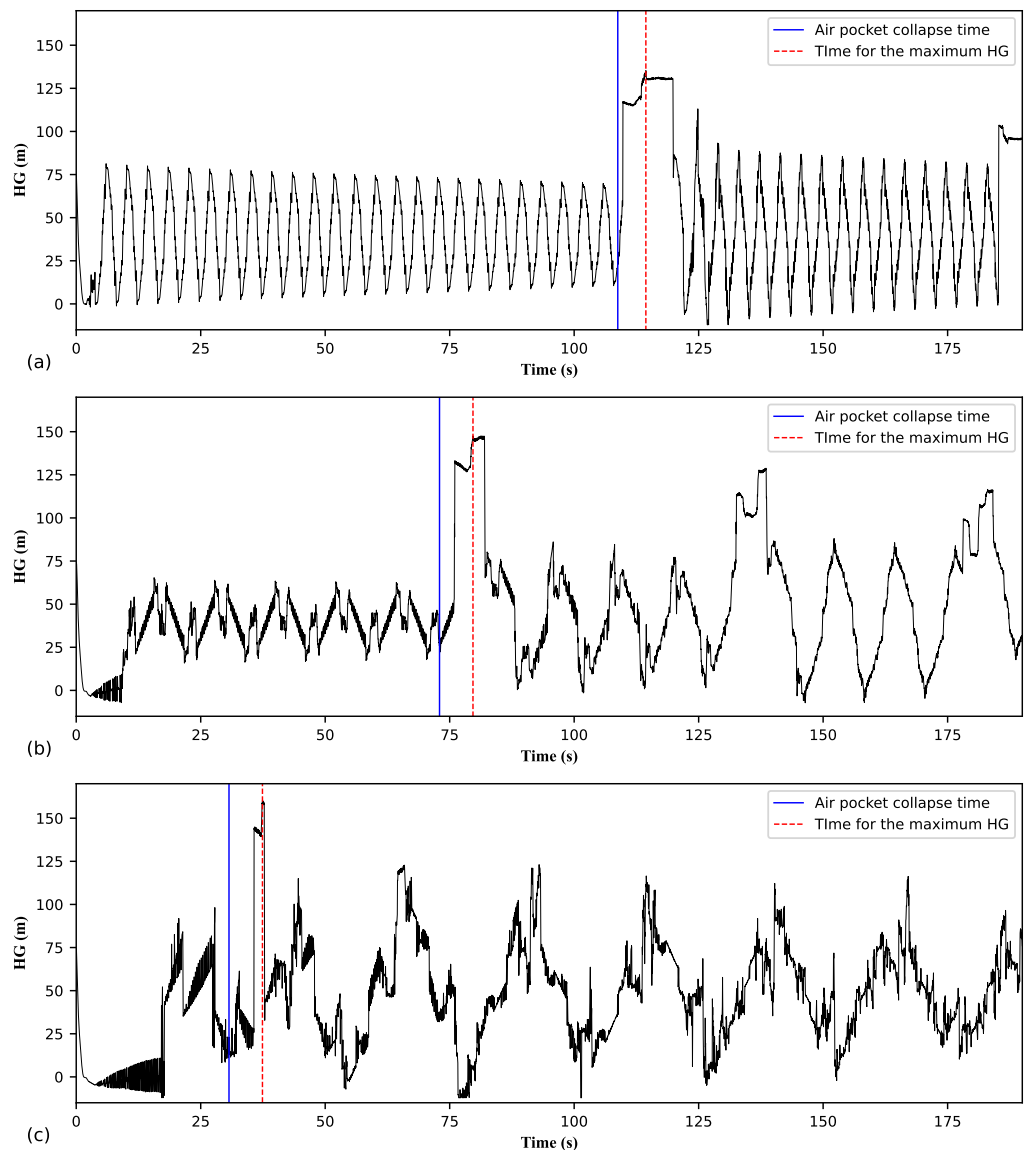 150
125
100
75
50
25
0
HG (m)
Air pocket collapse time
TIme for the maximum HG
0 25 50 75 100 125 150 175
(a)
Time (s)
150
125
100
75
50
25
0
HG (m)
Air pocket collapse time
TIme for the maximum HG
0 25 50 75 100 125 150 175
(b)
Time (s)
150
125
100
75
50
25
0
HG (m)
Air pocket collapse time
TIme for the maximum HG
0 25 50 75 100 125 150 175
(c)
Time (s)